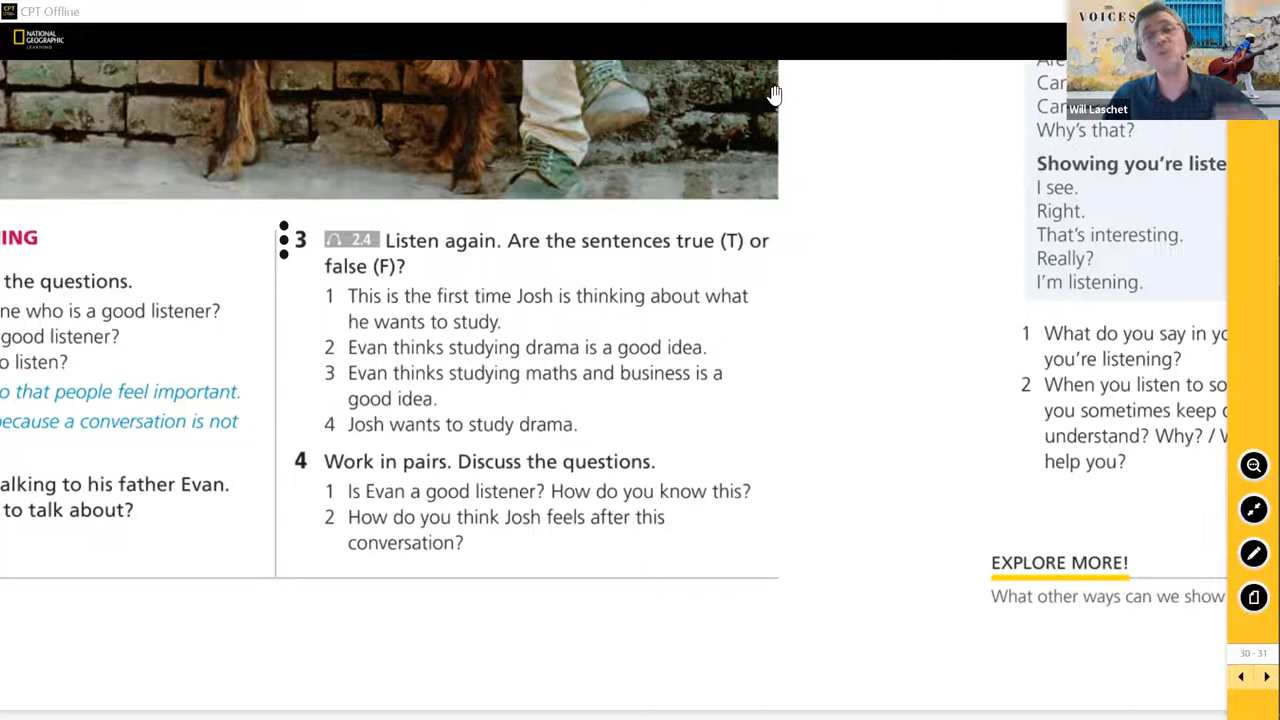 CPT Offline
NATIONAL
GEOGRAPHIC
LEARNING
VOICES
Will Laschet
ING
the questions.
ne who is a good listener?
good listener?
o listen?
o that people feel important.
because a conversation is not
alking to his father Evan.
to talk about?
3 2.4 Listen again. Are the sentences true (T) or
false (F)?
1 This is the first time Josh is thinking about what
he wants to study.
2 Evan thinks studying drama is a good idea.
3 Evan thinks studying maths and business is a
good idea.
4 Josh wants to study drama.
4 Work in pairs. Discuss the questions.
1 Is Evan a good listener? How do you know this?
2 How do you think Josh feels after this
conversation?
Why's that?
Showing you're liste
I see.
Right.
That's interesting.
Really?
I'm listening.
1 What do you say in yo
you're listening?
2 When you listen to so
you sometimes keep
understand? Why? /
help you?
EXPLORE MORE!
What other ways can we show
30 - 31